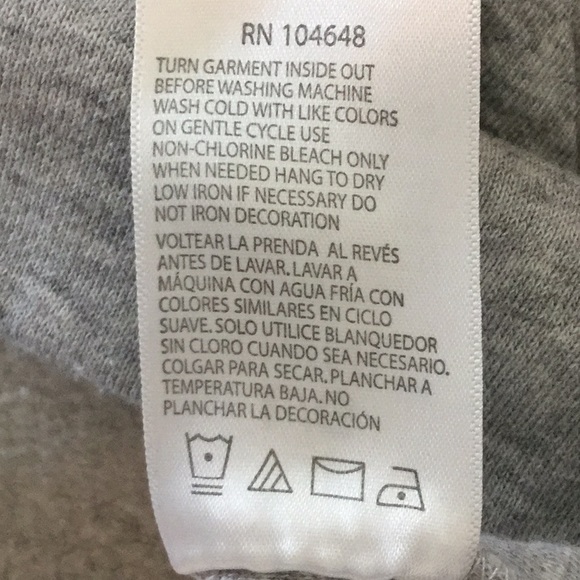 RN 104648
TURN GARMENT INSIDE OUT
BEFORE WASHING MACHINE
WASH COLD WITH LIKE COLORS
ON GENTLE CYCLE USE
NON-CHLORINE BLEACH ONLY
WHEN NEEDED HANG TO DRY
LOW IRON IF NECESSARY DO
NOT IRON DECORATION
VOLTEAR LA PRENDA AL REVÉS
ANTES DE LAVAR.LAVAR A
MÁQUINA CON AGUA FRÍA CON
COLORES SIMILARES EN CICLO
SUAVE. SOLO UTILICE BLANQUEDOR
SIN CLORO CUANDO SEA NECESARIO.
COLGAR PARA SECAR.PLANCHAR A
TEMPERATURA BAJA.NO
PLANCHAR LA DECORACIÓN